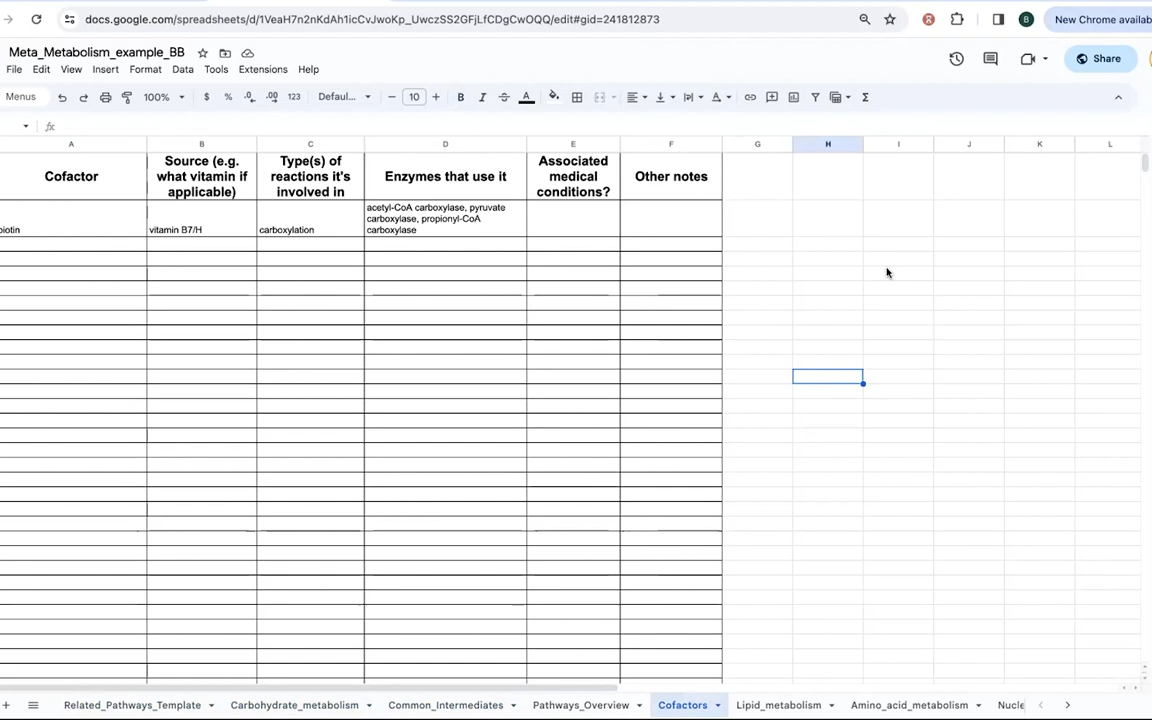 docs.google.com/spreadsheets/d/1VeaH7n2nKdAh1icCvJwoKp_UwczSS2GFjLfCDgCwOQQ/edit#gid=241812873
B
New Chrome availab
Meta_Metabolism_example_BB
File Edit View Insert Format Data Tools Extensions Help
Share
Menus
100%
$ % .0 .00 123
Defaul...
10
B I A
Σ
fx
A B C D E F G H I J K L
Cofactor
Source (e.g.
what vitamin if
applicable)
Type(s) of
reactions it's
involved in
Enzymes that use it
Associated
medical
conditions?
Other notes
biotin
vitamin B7/H
carboxylation
acetyl-CoA carboxylase, pyruvate
carboxylase, propionyl-CoA
carboxylase
Related_Pathways_Template Carbohydrate_metabolism Common_Intermediates Pathways_Overview Cofactors Lipid_metabolism Amino_acid_metabolism Nucle